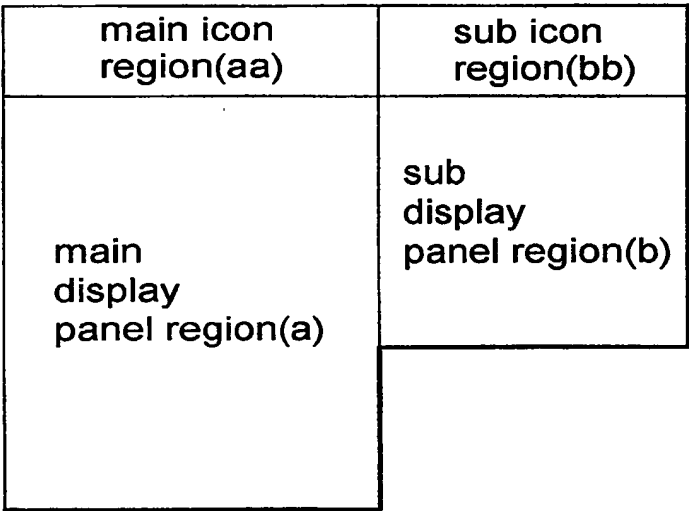 main icon
region(aa)
sub icon
region(bb)
main
display
panel region(a)
sub
display
panel region(b)